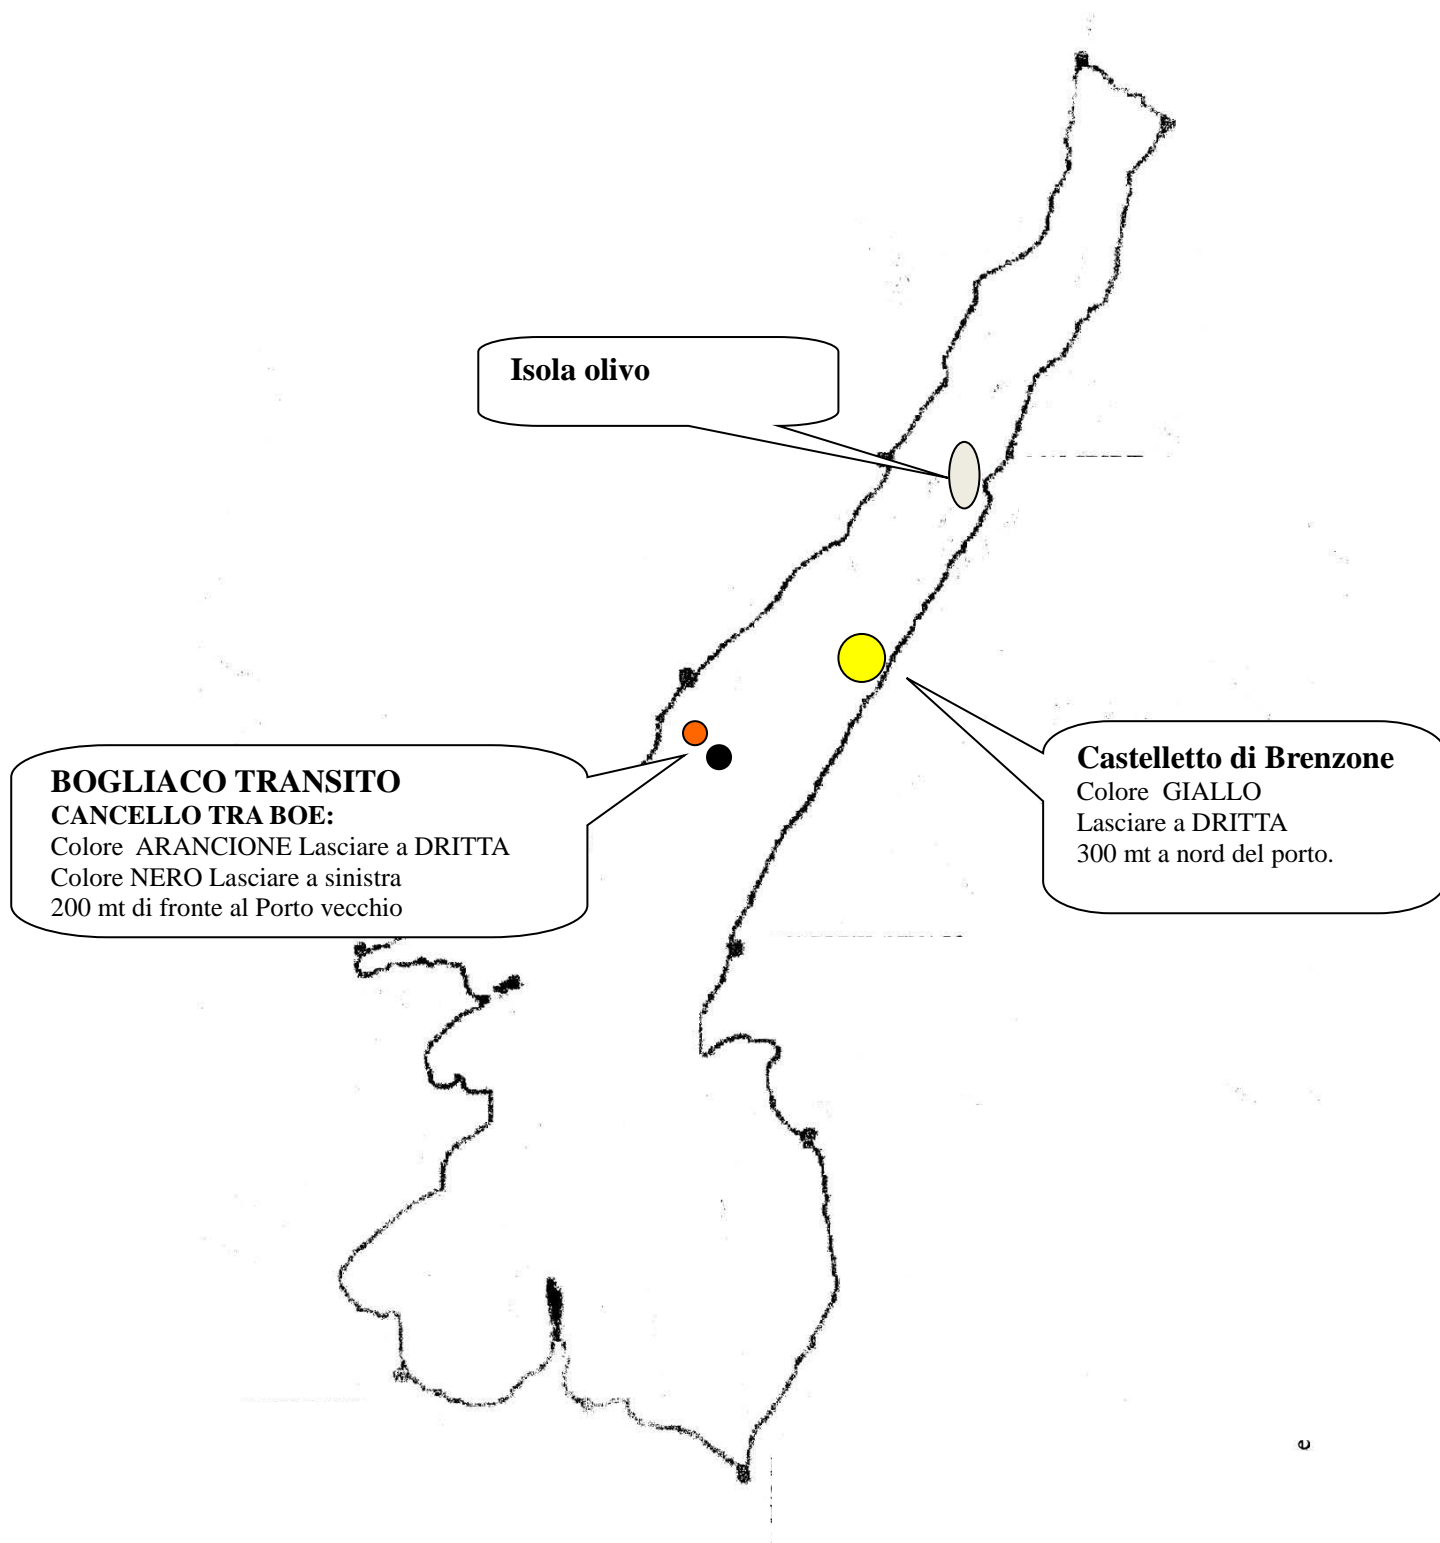 Isola olivo
BOGLIACO TRANSITO
CANCELLO TRA BOE:
Colore ARANCIONE Lasciare a DRITTA
Colore NERO Lasciare a sinistra
200 mt di fronte al Porto vecchio
Castelletto di Brenzone
Colore GIALLO
Lasciare a DRITTA
300 mt a nord del porto.
e